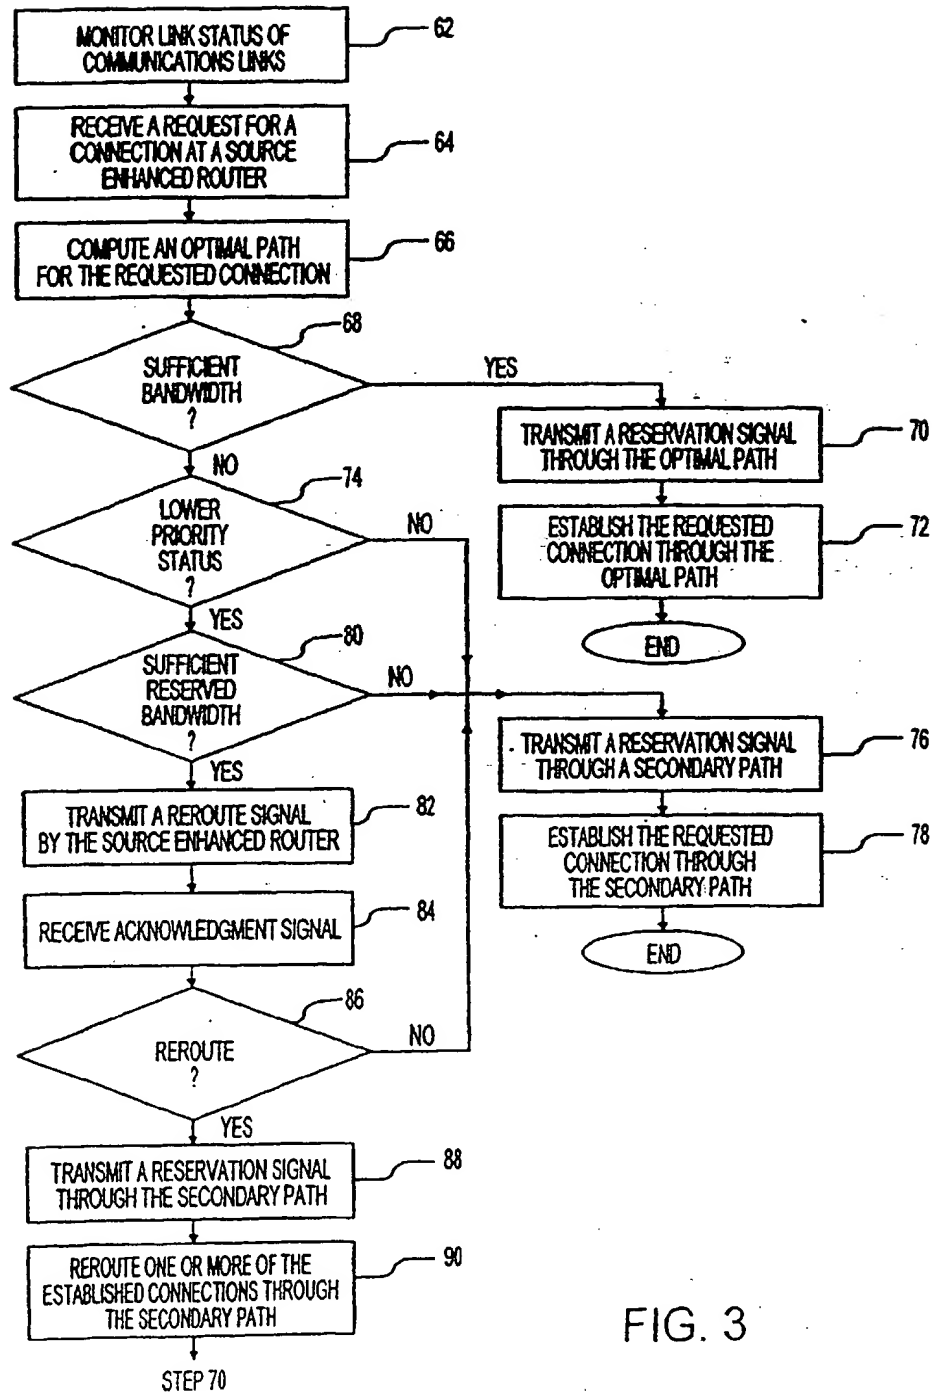 MONITOR LINK STATUS OF
COMMUNICATIONS LINKS
62
RECEIVE A REQUEST FOR A
CONNECTION AT A SOURCE
ENHANCED ROUTER
64
COMPUTE AN OPTIMAL PATH
FOR THE REQUESTED CONNECTION
66
68
SUFFICIENT
BANDWIDTH
?
YES
NO
TRANSMIT A RESERVATION SIGNAL
THROUGH THE OPTIMAL PATH
70
ESTABLISH THE REQUESTED
CONNECTION THROUGH THE
OPTIMAL PATH
72
END
74
LOWER
PRIORITY
STATUS
?
NO
YES
80
SUFFICIENT
RESERVED
BANDWIDTH
?
NO
YES
TRANSMIT A RESERVATION SIGNAL
THROUGH A SECONDARY PATH
76
ESTABLISH THE REQUESTED
CONNECTION THROUGH
THE SECONDARY PATH
78
END
TRANSMIT A REROUTE SIGNAL
BY THE SOURCE ENHANCED ROUTER
82
RECEIVE ACKNOWLEDGMENT SIGNAL
84
86
REROUTE
?
NO
YES
TRANSMIT A RESERVATION SIGNAL
THROUGH THE SECONDARY PATH
88
REROUTE ONE OR MORE OF THE
ESTABLISHED CONNECTIONS THROUGH
THE SECONDARY PATH
90
STEP 70
FIG. 3